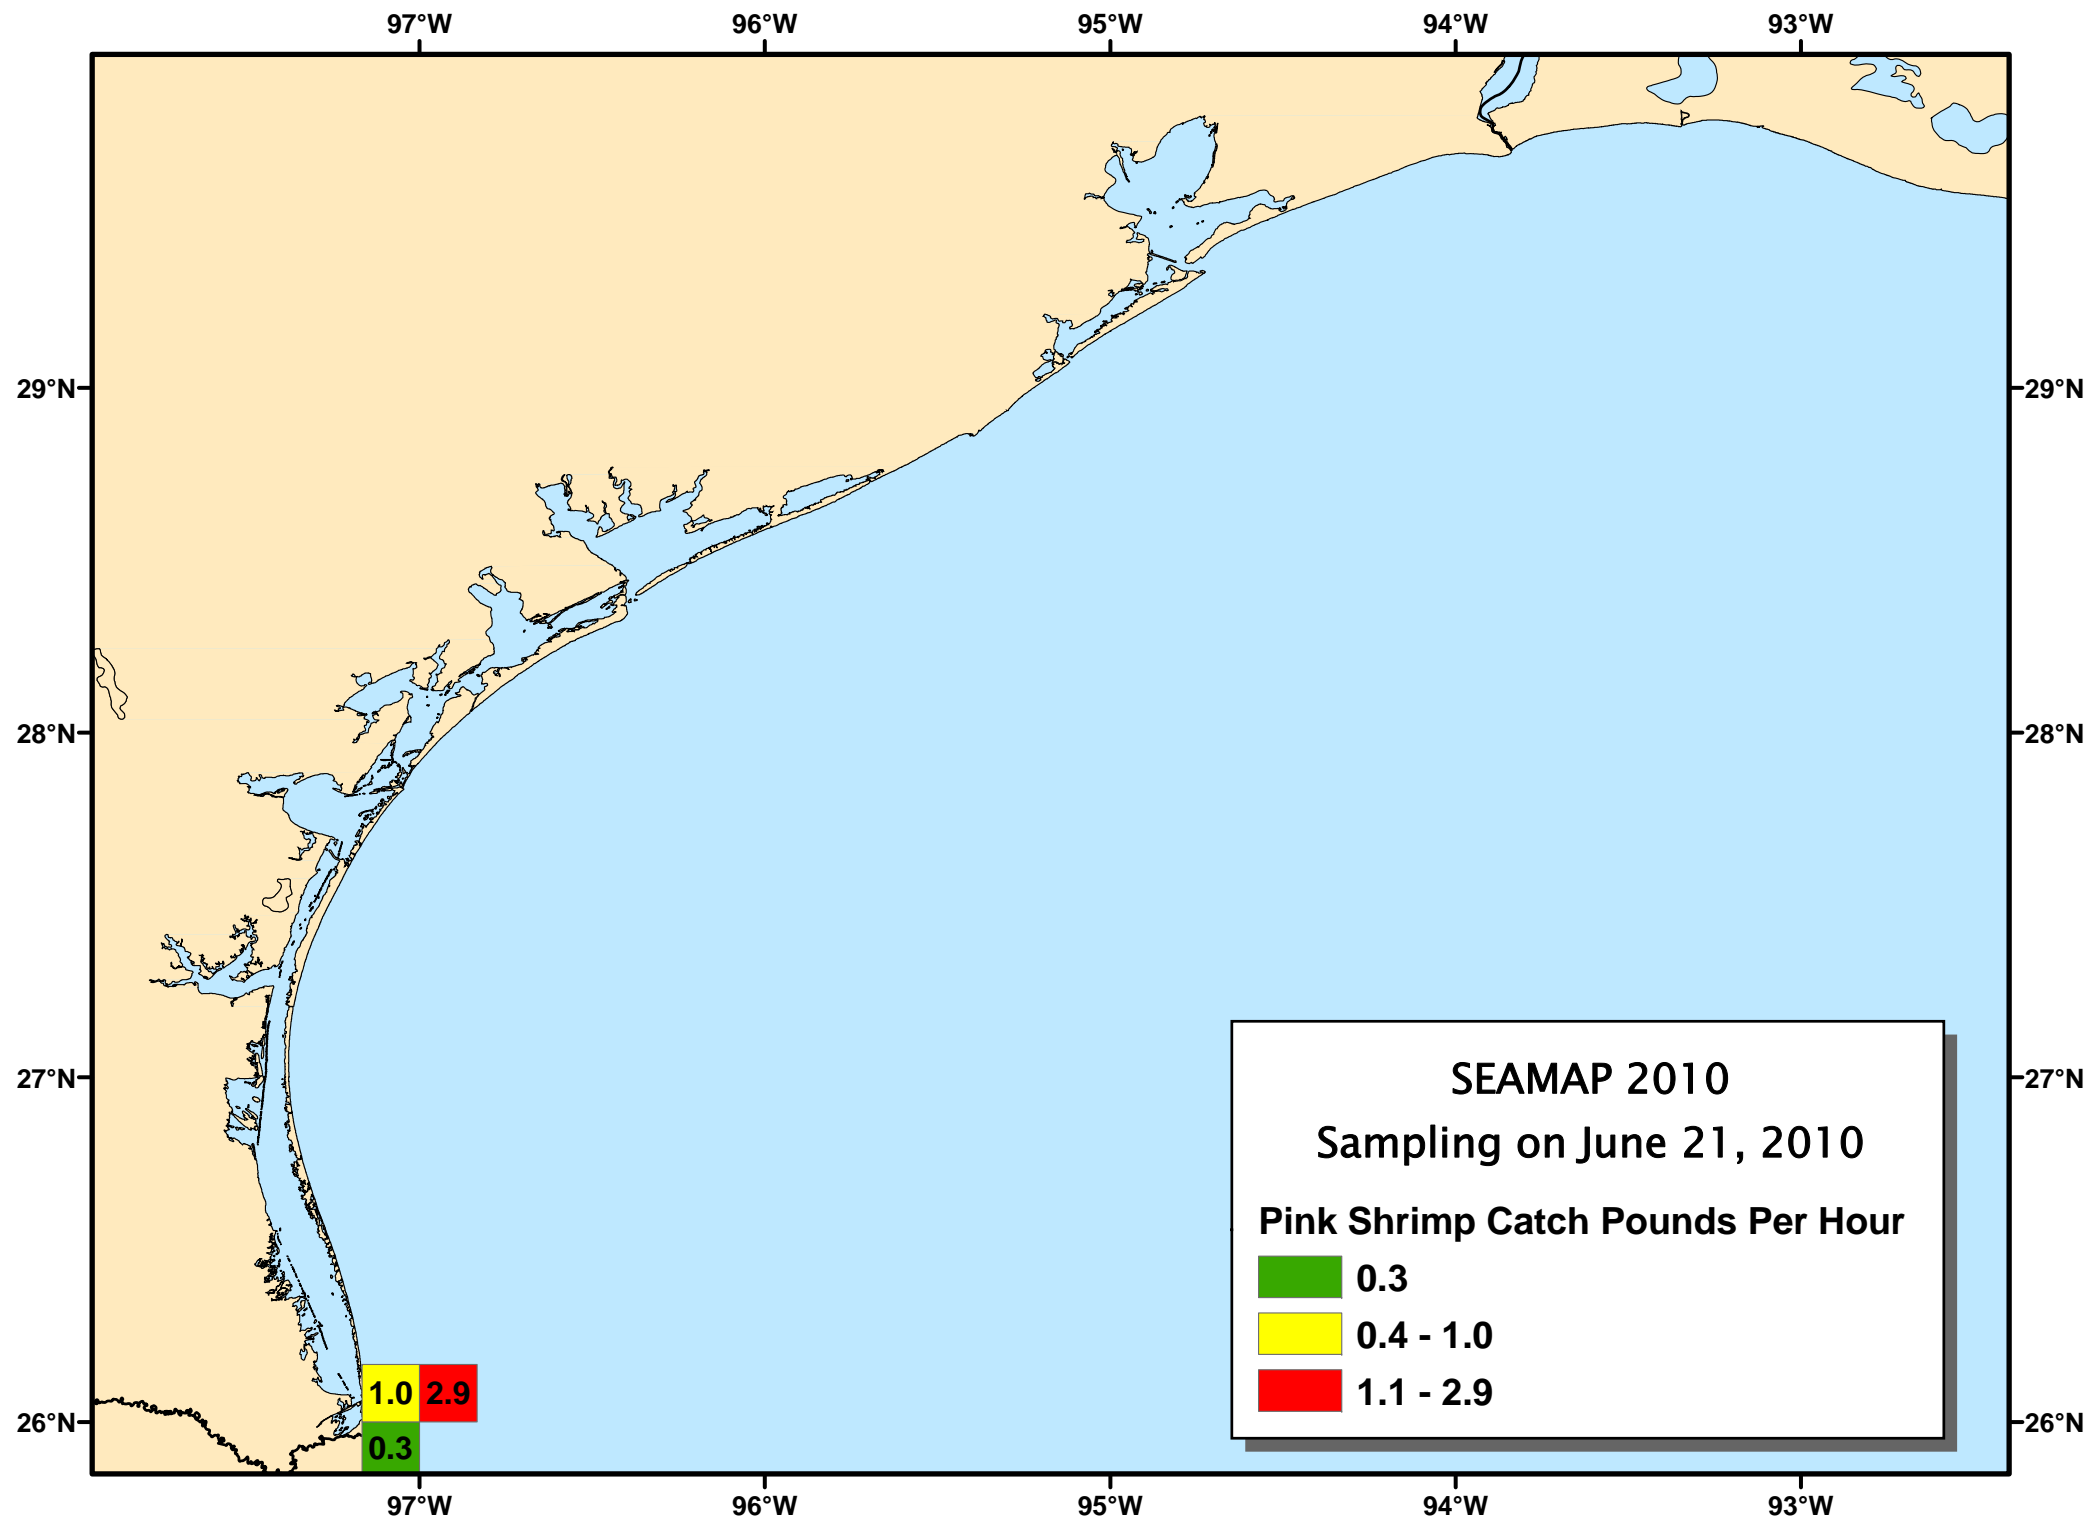 97°W 96°W 95°W 94°W 93°W
29°N 29°N
28°N 28°N
27°N 27°N
SEAMAP 2010
Sampling on June 21, 2010
Pink Shrimp Catch Pounds Per Hour
0.3
0.4 - 1.0
1.1 - 2.9
1.0 2.9
26°N 26°N
0.3
97°W 96°W 95°W 94°W 93°W